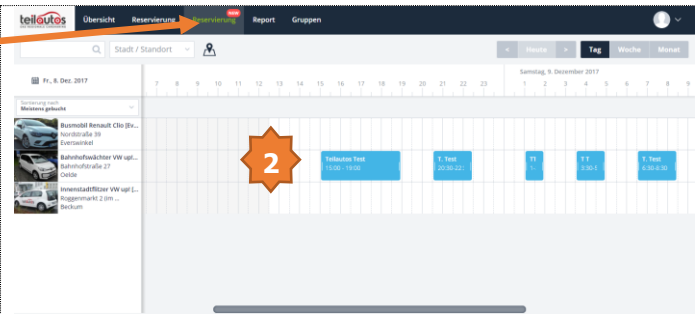 teilautos
Übersicht Reservierung Reservierung NEW Report Gruppen
Stadt / Standort
« Heute » Tag Woche Monat
Samstag, 9. Dezember 2017
Fr., 8. Dez. 2017
7 8 9 10 11 12 13 14 15 16 17 18 19 20 21 22 23 1 2 3 4 5 6 7 8 9
Sortierung nach
Meistens gebucht
Busmobil Renault Clio [Ev...
Nordstraße 39
Everswinkel
Bahnhofswächter VW up!...
Bahnhofstraße 27
Oelde
2
Teilautos Test
15:00 - 19:00
T. Test
20:30-22:
T1
1-
T T
3:30-5
T. Test
6:30-8:30
Innenstadtflitzer VW up! [...
Roggenmarkt 2 (im ...
Beckum